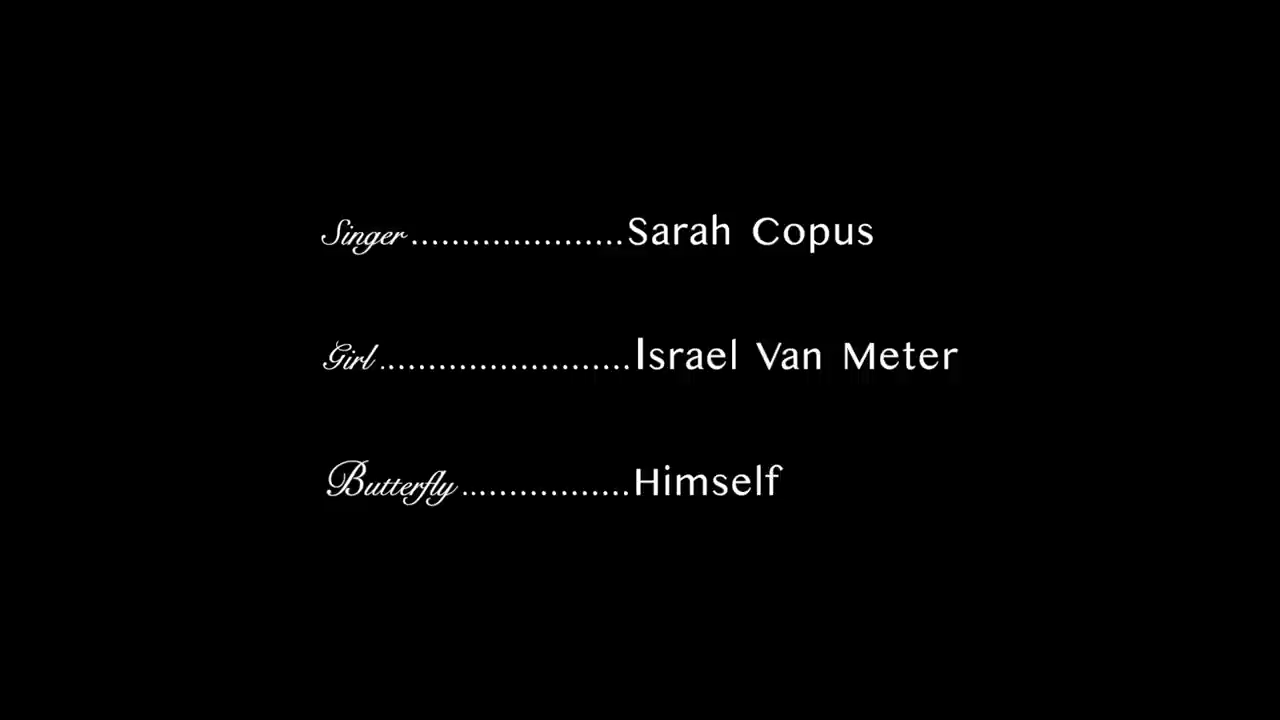 Singer.....................Sarah Copus
Girl.........................Israel Van Meter
Butterfly.................Himself